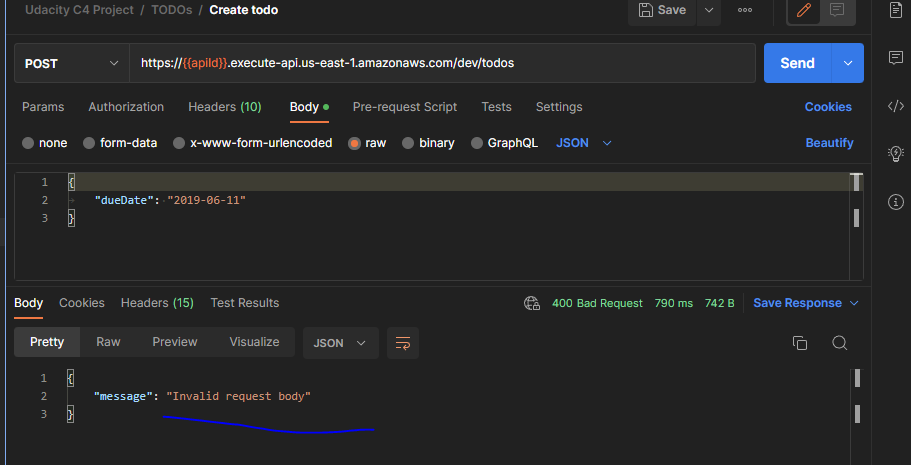 Udacity C4 Project / TODOs / Create todo
Save
POST
https://{{apiId}}.execute-api.us-east-1.amazonaws.com/dev/todos
Send
Params Authorization Headers (10) Body Pre-request Script Tests Settings Cookies
none form-data x-www-form-urlencoded raw binary GraphQL JSON Beautify
1 {
2 "dueDate": "2019-06-11"
3 }
Body Cookies Headers (15) Test Results 400 Bad Request 790 ms 742 B Save Response
Pretty Raw Preview Visualize JSON
1 {
2 "message": "Invalid request body"
3 }